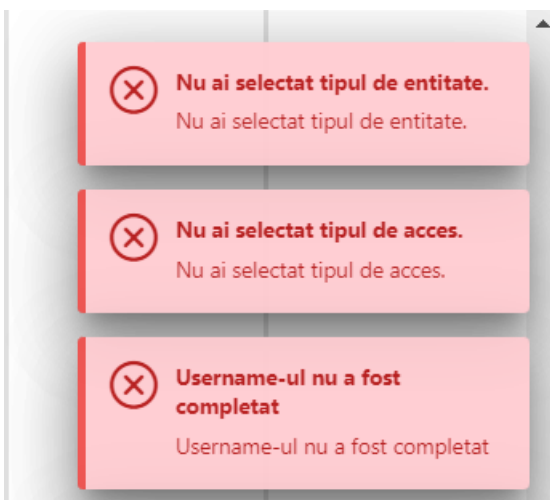 Nu ai selectat tipul de entitate.
Nu ai selectat tipul de entitate.
Nu ai selectat tipul de acces.
Nu ai selectat tipul de acces.
Username-ul nu a fost
completat
Username-ul nu a fost completat